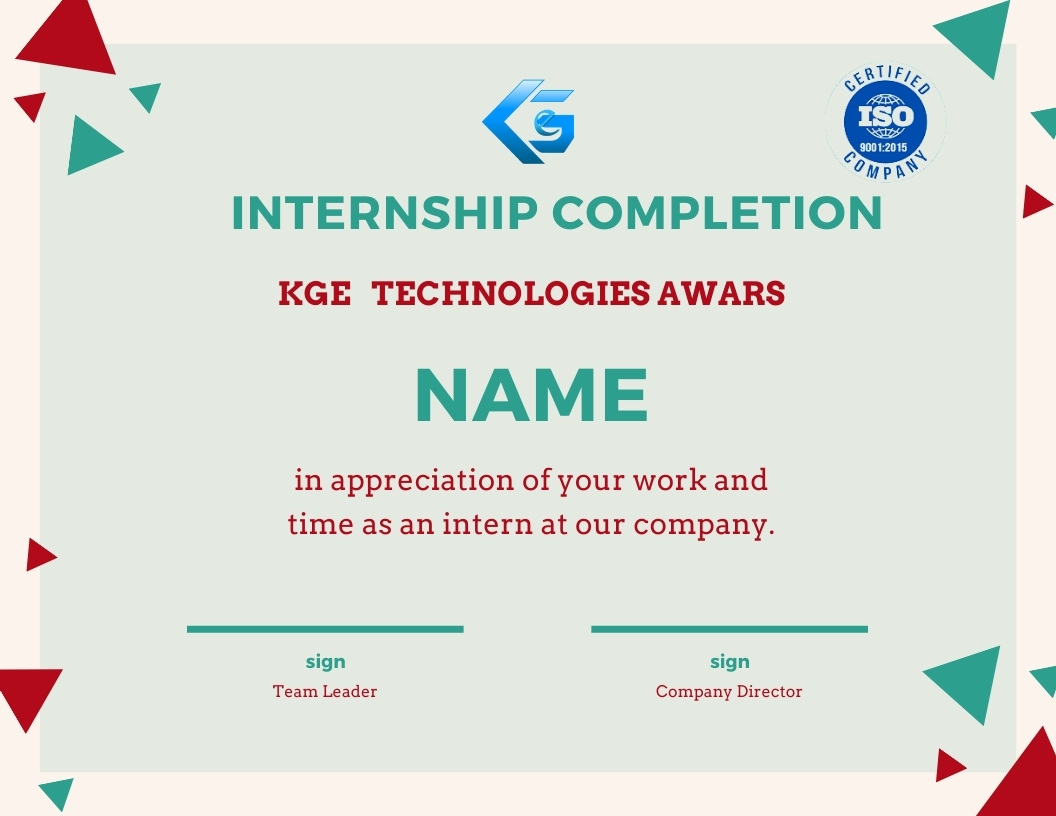 CERTIFIED
ISO
9001:2015
COMPANY
INTERNSHIP COMPLETION
KGE TECHNOLOGIES AWARS
NAME
in appreciation of your work and
time as an intern at our company.
sign
Team Leader
sign
Company Director